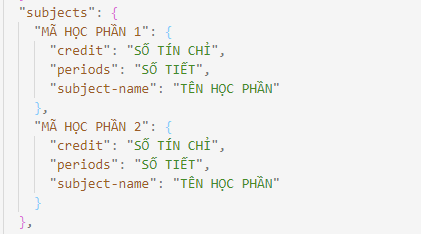 "subjects": {
"MÃ HỌC PHẦN 1": {
"credit": "SỐ TÍN CHỈ",
"periods": "SỐ TIẾT",
"subject-name": "TÊN HỌC PHẦN"
},
"MÃ HỌC PHẦN 2": {
"credit": "SỐ TÍN CHỈ",
"periods": "SỐ TIẾT",
"subject-name": "TÊN HỌC PHẦN"
}
},